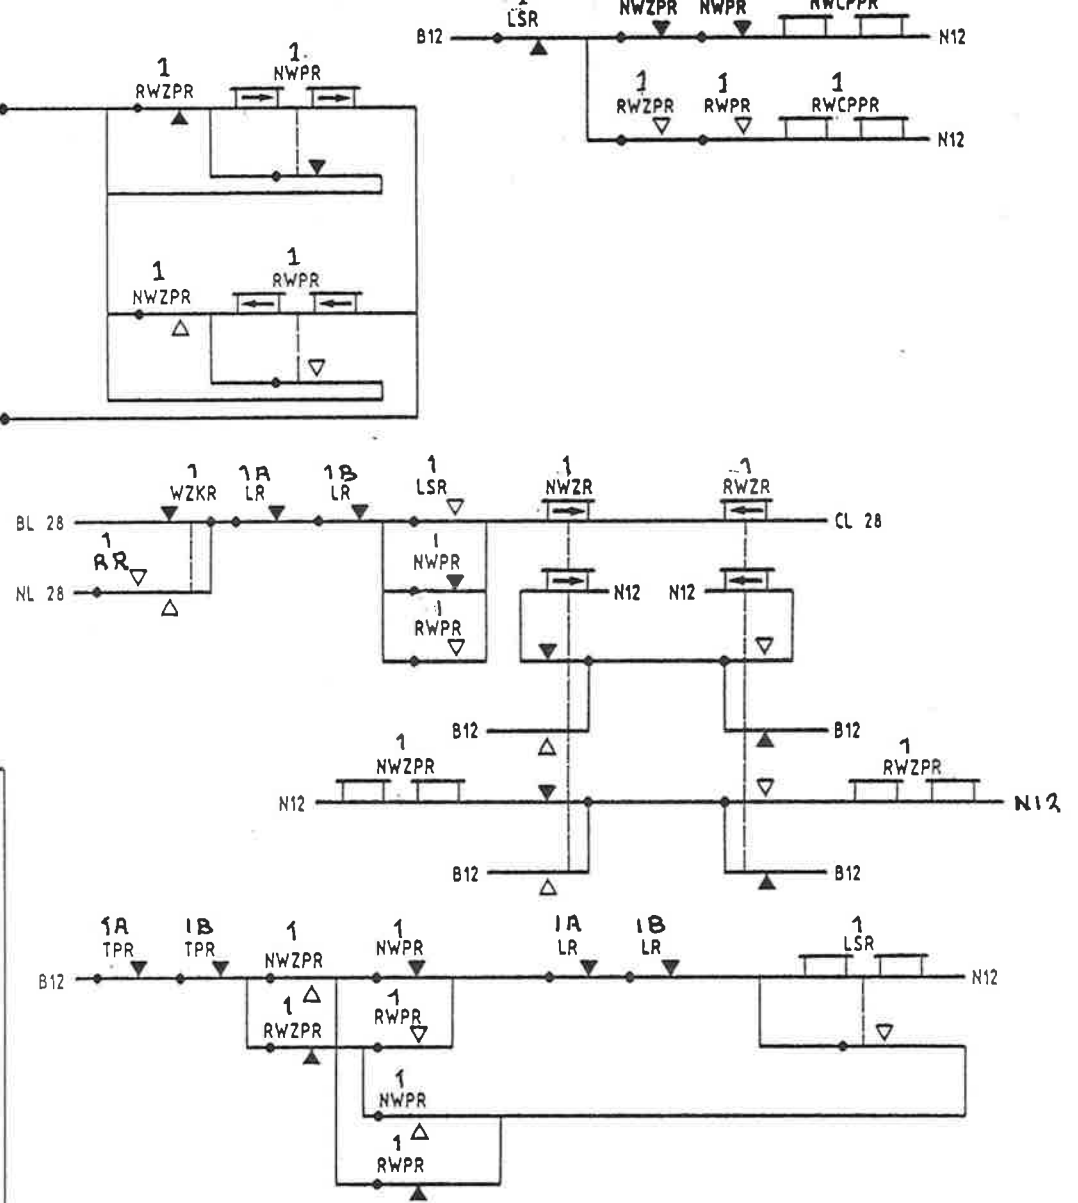 1
LSR
NWZPR NWPR NWCPPR
B12 N12
1 1 1
RWZPR RWPR RWCPPR
N12
1 1
RWZPR NWPR
1 1
NWZPR RWPR
1 1A 1B 1 1 1
WZKR LR LR LSR NWZR RWZR
BL 28 CL 28
1 1
RR NWPR
NL 28 N12 N12
1
RWPR
B12 B12
1 1
NWZPR RWZPR
N12 N12
B12 B12
1A 1B 1 1 1A 1B 1
TPR TPR NWZPR NWPR LR LR LSR
B12 N12
1 1
RWZPR RWPR
1
NWPR
1
RWPR